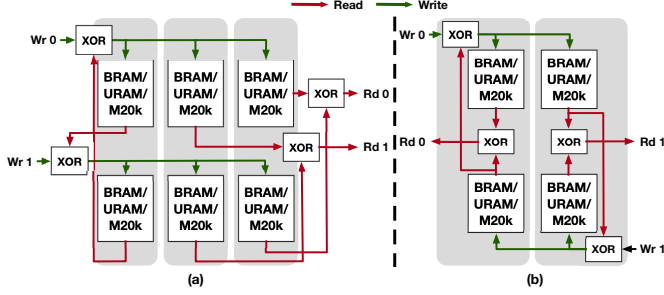 Read Write
Wr 0 XOR
BRAM/ BRAM/ BRAM/
URAM/ URAM/ URAM/
M20k M20k M20k
XOR Rd 0
XOR Rd 1
Wr 1 XOR
BRAM/ BRAM/ BRAM/
URAM/ URAM/ URAM/
M20k M20k M20k
(a)
Wr 0 XOR
BRAM/ BRAM/
URAM/ URAM/
M20k M20k
Rd 0 XOR XOR Rd 1
BRAM/ BRAM/
URAM/ URAM/
M20k M20k
XOR Wr 1
(b)